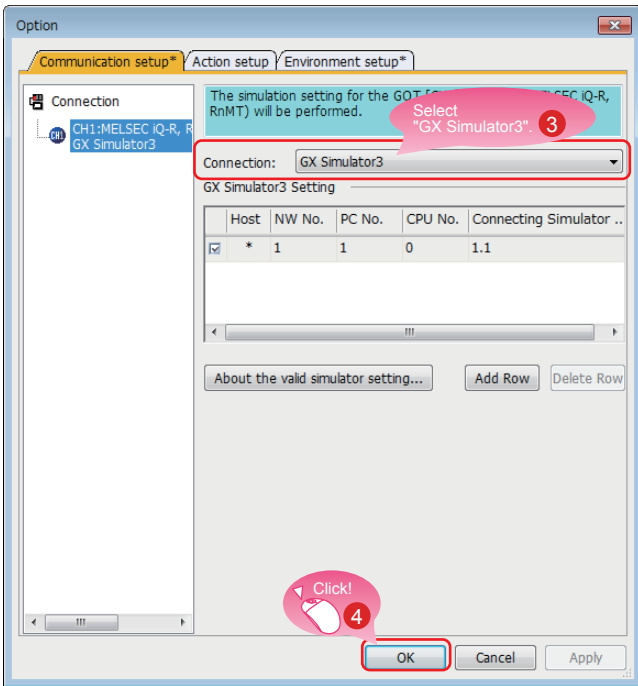 Option
Communication setup* Action setup Environment setup*
Connection
CH1:MELSEC iQ-R, R
GX Simulator3
The simulation setting for the GOT iQ-R,
RnMT) will be performed.
Select
"GX Simulator3". 3
Connection: GX Simulator3
GX Simulator3 Setting
Host NW No. PC No. CPU No. Connecting Simulator ..
* 1 1 0 1.1
About the valid simulator setting... Add Row Delete Row
Click!
4
OK Cancel Apply